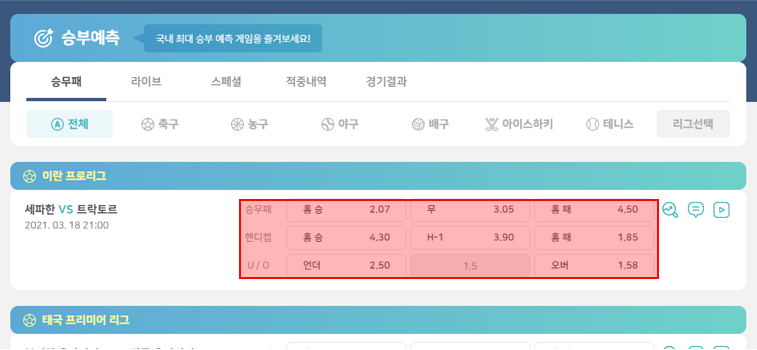 승부예측 국내 최대 승부 예측 게임을 즐겨보세요!
승무패 라이브 스페셜 적중내역 경기결과
A 전체 축구 농구 야구 배구 아이스하키 테니스 리그선택
이란 프로리그
세파한 VS 트락토르
2021. 03. 18 21:00
승무패 홈 승 2.07 무 3.05 홈 패 4.50
핸디캡 홈 승 4.30 H-1 3.90 홈 패 1.85
U / O 언더 2.50 1.5 오버 1.58
태국 프리미어 리그